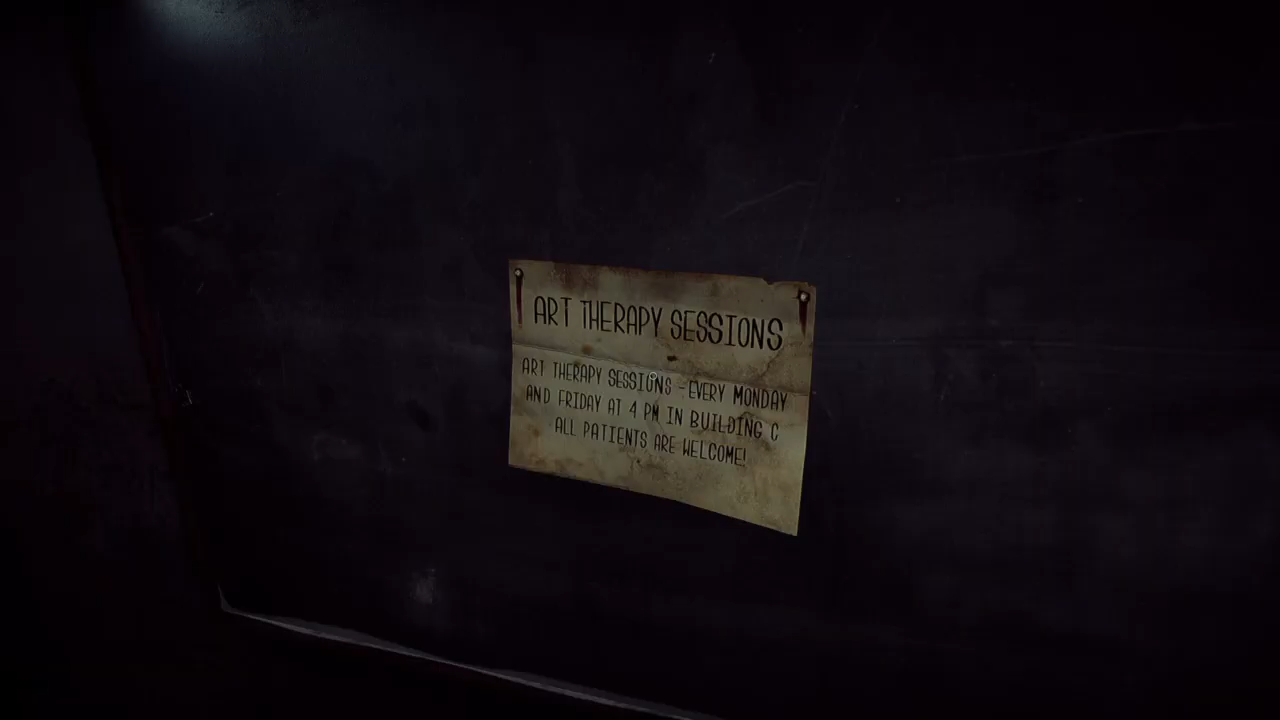 ART THERAPY SESSIONS
ART THERAPY SESSIONS - EVERY MONDAY
AND FRIDAY AT 4 PM IN BUILDING C
ALL PATIENTS ARE WELCOME!